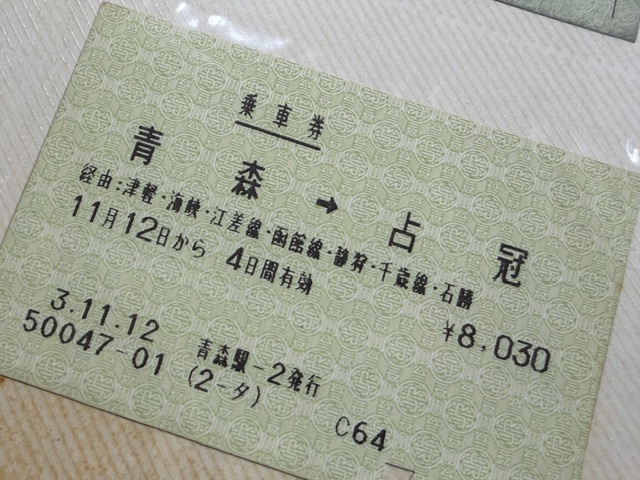 乗車券
青森→占冠
経由:津軽・海峡・江差線・函館線・静狩・千歳線・石勝
11月12日から 4日間有効
¥8,030
3.11.12 青森駅-2発行
50047-01 (2-タ)
C64